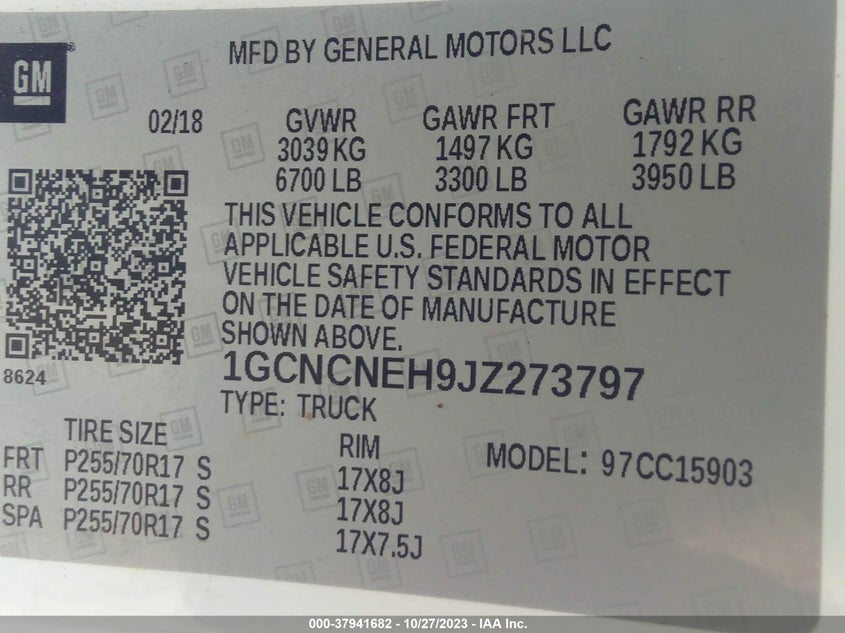 GM
MFD BY GENERAL MOTORS LLC
02/18 GVWR GAWR FRT GAWR RR
3039 KG 1497 KG 1792 KG
6700 LB 3300 LB 3950 LB
THIS VEHICLE CONFORMS TO ALL
APPLICABLE U.S. FEDERAL MOTOR
VEHICLE SAFETY STANDARDS IN EFFECT
ON THE DATE OF MANUFACTURE
SHOWN ABOVE.
8624
1GCNCNEH9JZ273797
TYPE: TRUCK
TIRE SIZE RIM MODEL: 97CC15903
FRT P255/70R17 S 17X8J
RR P255/70R17 S 17X8J
SPA P255/70R17 S 17X7.5J
000-37941682 - 10/27/2023 - IAA Inc.